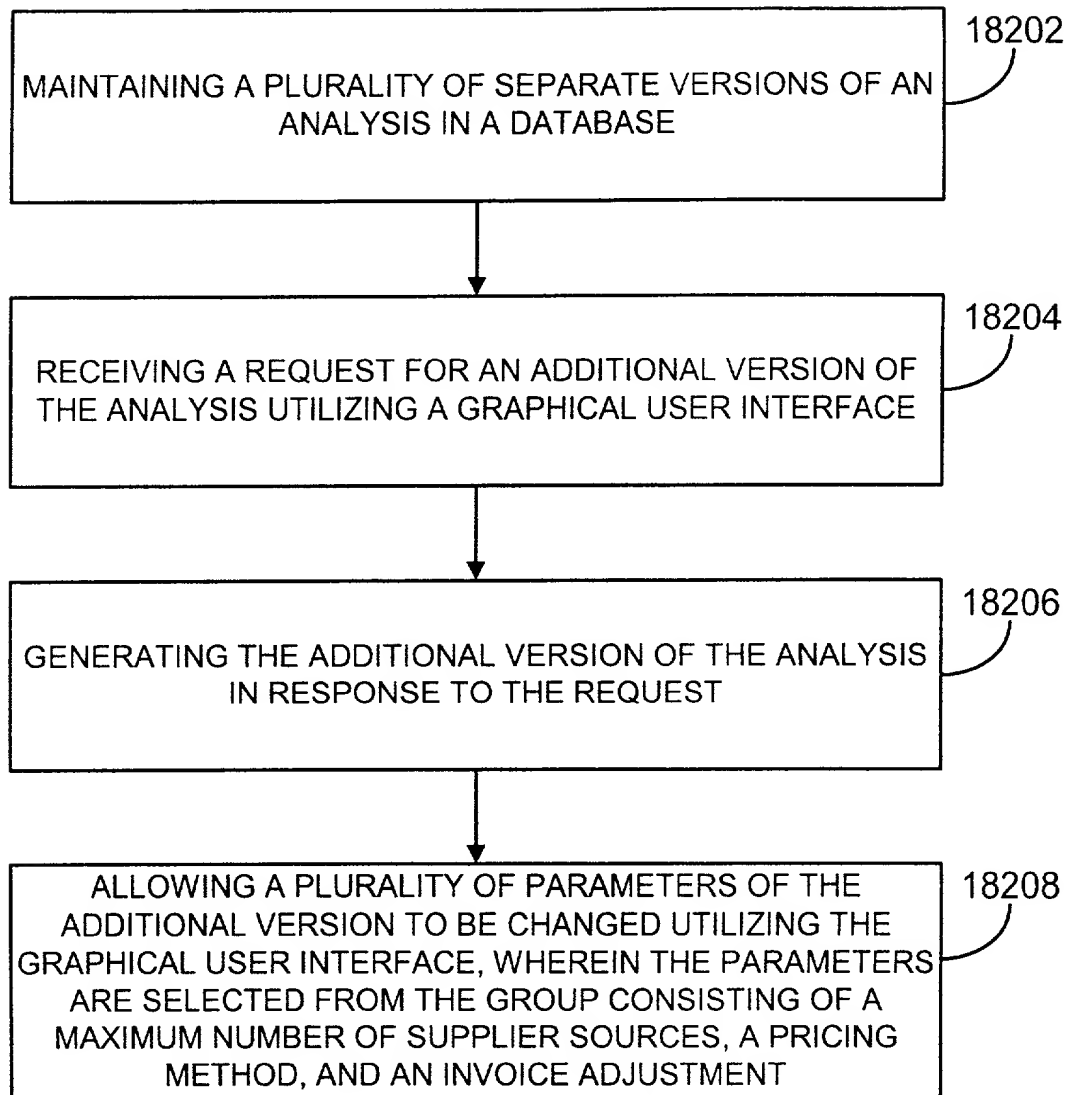 18202
MAINTAINING A PLURALITY OF SEPARATE VERSIONS OF AN
ANALYSIS IN A DATABASE
18204
RECEIVING A REQUEST FOR AN ADDITIONAL VERSION OF
THE ANALYSIS UTILIZING A GRAPHICAL USER INTERFACE
18206
GENERATING THE ADDITIONAL VERSION OF THE ANALYSIS
IN RESPONSE TO THE REQUEST
18208
ALLOWING A PLURALITY OF PARAMETERS OF THE
ADDITIONAL VERSION TO BE CHANGED UTILIZING THE
GRAPHICAL USER INTERFACE, WHEREIN THE PARAMETERS
ARE SELECTED FROM THE GROUP CONSISTING OF A
MAXIMUM NUMBER OF SUPPLIER SOURCES, A PRICING
METHOD, AND AN INVOICE ADJUSTMENT